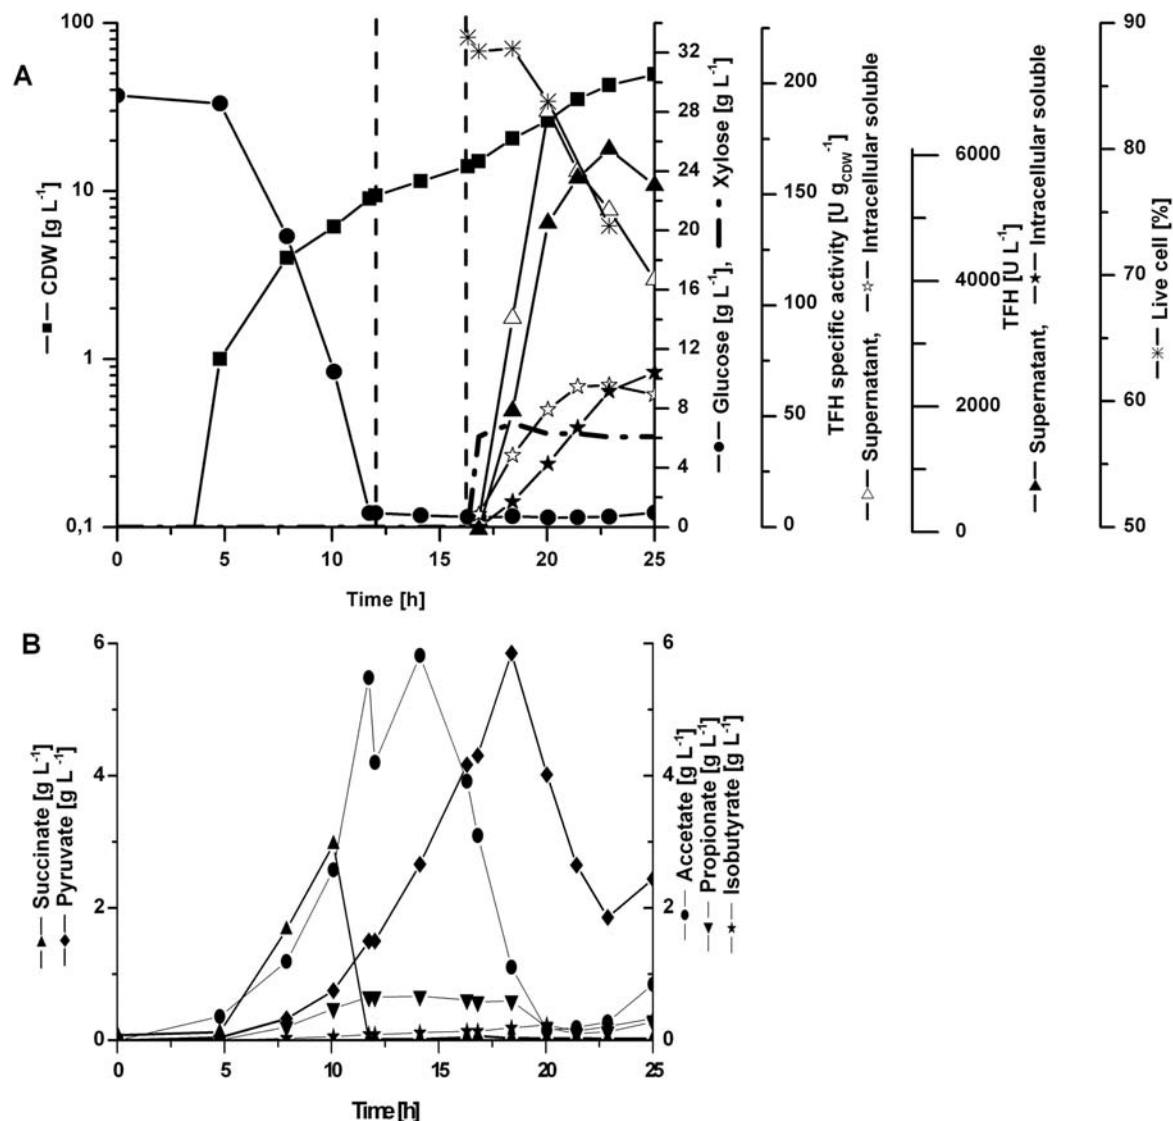 A
100
10
1
0,1
—■— CDW [g L⁻¹]
0
5
10
15
20
25
Time [h]
32
28
24
20
16
12
8
4
0
—●— Glucose [g L⁻¹], — · Xylose [g L⁻¹]
200
150
100
50
0
TFH specific activity [U g_CDW⁻¹]
—△— Supernatant, —☆— Intracellular soluble
6000
4000
2000
0
TFH [U L⁻¹]
—▲— Supernatant, —★— Intracellular soluble
90
80
70
60
50
—✳— Live cell [%]
B
6
4
2
0
—▲— Succinate [g L⁻¹]
—◆— Pyruvate [g L⁻¹]
0
5
10
15
20
25
Time [h]
6
4
2
0
—●— Accetate [g L⁻¹]
—▼— Propionate [g L⁻¹]
—★— Isobutyrate [g L⁻¹]